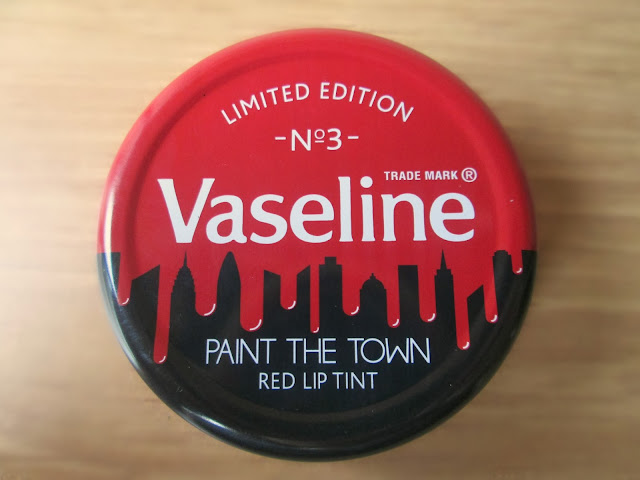 LIMITED EDITION
-Nº3-
TRADE MARK ®
Vaseline
PAINT THE TOWN
RED LIP TINT